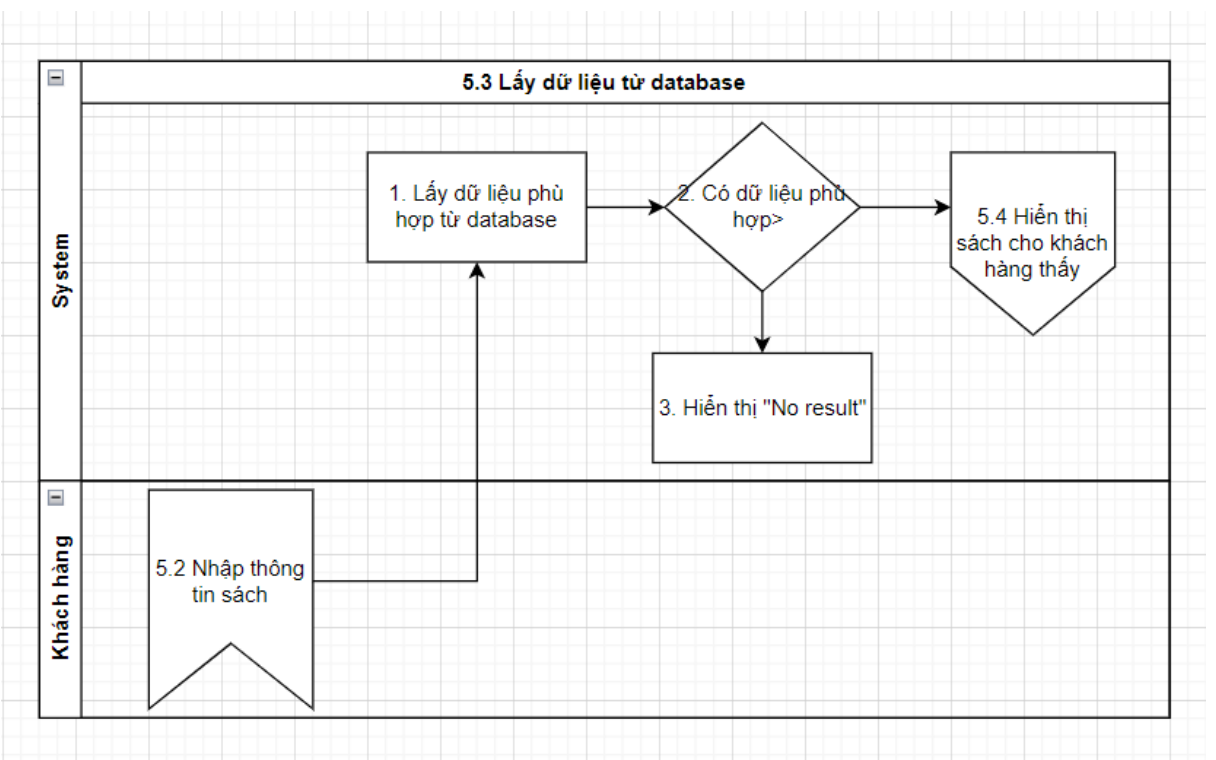 5.3 Lấy dữ liệu từ database
System
1. Lấy dữ liệu phù
hợp từ database
2. Có dữ liệu phù
hợp>
5.4 Hiển thị
sách cho khách
hàng thấy
3. Hiển thị "No result"
Khách hàng
5.2 Nhập thông
tin sách